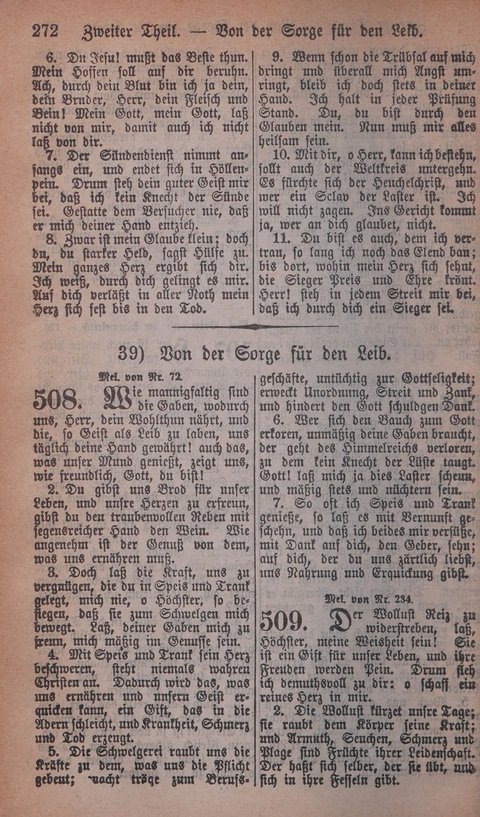 272 Zweiter Theil. — Von der Sorge für den Leib.
6. Du Jesu! mußt das Beste thun.
Mein Hoffen soll auf dir beruhn.
Ach, durch dein Blut bin ich ja dein,
dein Bruder, Herr, dein Fleisch und
Bein! Mein Gott, mein Gott, laß
nicht von mir, damit auch ich nicht
laß von dir.
7. Der Sündendienst nimmt an-
fangs ein, und endet sich in Höllen-
pein. Drum steh dein guter Geist mir
bei, daß ich kein Knecht der Sünde
sei. Gestatte dem Versucher nie, daß
er mich deiner Hand entzieh.
8. Zwar ist mein Glaube klein; doch
du, du starker Held, sagst Hülfe zu.
Mein ganzes Herz ergibt sich dir.
Ich weiß, durch dich gelingt es mir.
Auf dich verläßt in aller Noth mein
Herz sich fest bis in den Tod.
9. Wenn schon die Trübsal auf mich
dringt und überall mich Angst um-
ringt, bleib ich doch stets in deiner
Hand. Ich halt in jeder Prüfung
Stand. Du, du bist durch den
Glauben mein. Nun muß mir alles
heilsam sein.
10. Mit dir, o Herr, kann ich bestehn,
sollt auch der Weltkreis untergehn.
Es fürchte sich der Heuchelchrist, und
wer ein Sclav der Laster ist. Ich
will nicht zagen. Ins Gericht kommt
ja, wer an dich glaubet, nicht.
11. Du bist es auch, dem ich ver-
trau, so lang ich noch das Elend bau;
bis dort, wohin mein Herz sich sehnt,
die Sieger Preis und Ehre krönt.
Herr! steh in jedem Streit mir bei,
daß ich durch dich ein Sieger sei.
39) Von der Sorge für den Leib.
Mel. von Nr. 72.
508. Wie mannigfaltig sind
die Gaben, wodurch
uns, Herr, dein Wohlthun nährt, und
die, so Geist als Leib zu laben, uns
täglich deine Hand gewährt! auch das,
was unser Mund genießt, zeigt uns,
wie freundlich, Gott, du bist!
2. Du gibst uns Brod für unser
Leben, und unsre Herzen zu erfreun,
gibst du den traubenvollen Reben mit
segensreicher Hand den Wein. Wie
angenehm ist der Genuß von dem,
was uns ernähren muß.
3. Doch laß die Kraft, uns zu
vergnügen, die du in Speis und Trank
gelegt, mich nie, o Höchster, so be-
siegen, daß sie zum Schwelgen mich
bewegt. Laß, deiner Gaben mich zu
freun, mich mäßig im Genusse sein.
4. Mit Speis und Trank sein Herz
beschweren, steht niemals wahren
Christen an. Dadurch wird das, was
uns ernähren und unsern Geist er-
quicken kann, ein Gift, das in die
Adern schleicht, und Krankheit, Schmerz
und Tod erzeugt.
5. Die Schwelgerei raubt uns die
Kräfte zu dem, was uns die Pflicht
gebeut; macht träge zum Berufs-
geschäfte, untüchtig zur Gottseligkeit;
erweckt Unordnung, Streit und Zank,
und hindert den Gott schuldgen Dank.
6. Wer sich den Bauch zum Gott
erkoren, unmäßig deine Gaben braucht,
der geht des Himmelreichs verloren,
zu dem kein Knecht der Lüste taugt.
Gott! laß mich ja dies Laster scheun,
und mäßig stets und nüchtern sein.
7. So oft ich Speis und Trank
genieße, so laß es mit Vernunft ge-
schehn, und daß ich beides mir versüße,
mit Dank auf dich, den Geber, sehn;
auf dich, der du uns zärtlich liebst,
uns Nahrung und Erquickung gibst.
Mel. von Nr. 234.
509. Der Wollust Reiz zu
widerstreben, laß,
Höchster, meine Weisheit sein! Sie
ist ein Gift für unser Leben, und ihre
Freuden werden Pein. Drum fleh
ich demuthsvoll zu dir: o schaff ein
reines Herz in mir.
2. Die Wollust kürzet unsre Tage;
sie raubt dem Körper seine Kraft;
und Armuth, Seuchen, Schmerz und
Plage sind Früchte ihrer Leidenschaft.
Der haßt sich selber, der sie übt, und
sich in ihre Fesseln gibt.